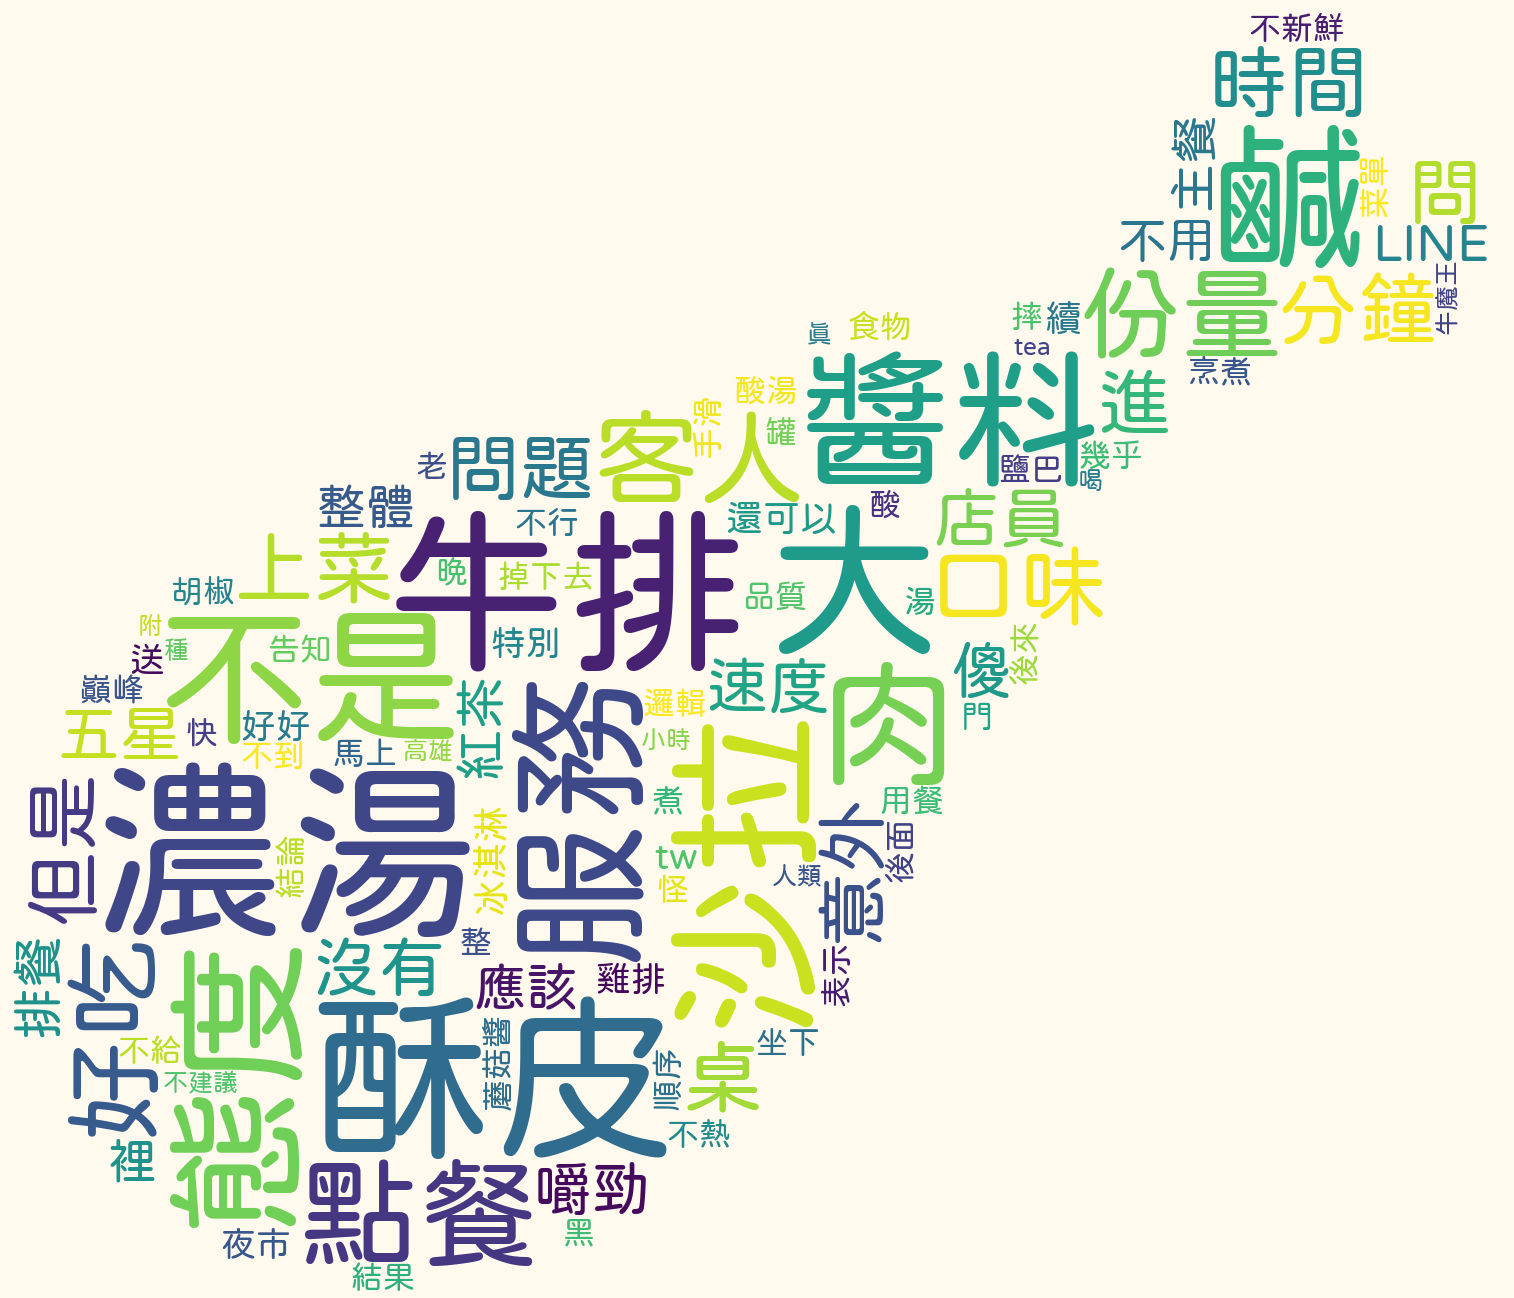 不新鮮
時間
主餐
鹹
菜單
問
不用
LINE
份量
分鐘
牛魔王
摔
續
tea
烹煮
眞
食物
醬料
進
酸湯
手滑
罐
客人
幾乎
鹽巴
喝
老
問題
整體
不行
還可以
酸
店員
上菜
牛排
大
口味
晚
掉下去
品質
湯
胡椒
附
種
送
不是
告知
特別
速度
傻
後來
巔峰
五星
快
好好
不到
馬上
高雄
紅茶
邏輯
小時
肉
門
但是
濃湯
服務
沙拉
煮
用餐
結論
冰淇淋
tw
怪
人類
意外
後面
排餐
好吃
態度
沒有
整
應該
雞排
表示
不給
不建議
酥皮
蘑菇醬
順序
桌
坐下
不熱
裡
點餐
嚼勁
夜市
黑
結果